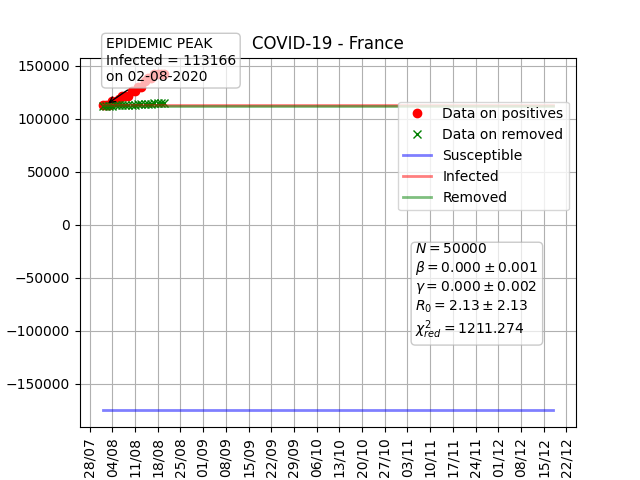 COVID-19 - France
EPIDEMIC PEAK
Infected = 113166
on 02-08-2020
150000
100000
50000
0
−50000
−100000
−150000
Data on positives
Data on removed
Susceptible
Infected
Removed
N = 50000
β = 0.000 ± 0.001
γ = 0.000 ± 0.002
R₀ = 2.13 ± 2.13
χ²red = 1211.274
28/07
04/08
11/08
18/08
25/08
01/09
08/09
15/09
22/09
29/09
06/10
13/10
20/10
27/10
03/11
10/11
17/11
24/11
01/12
08/12
15/12
22/12